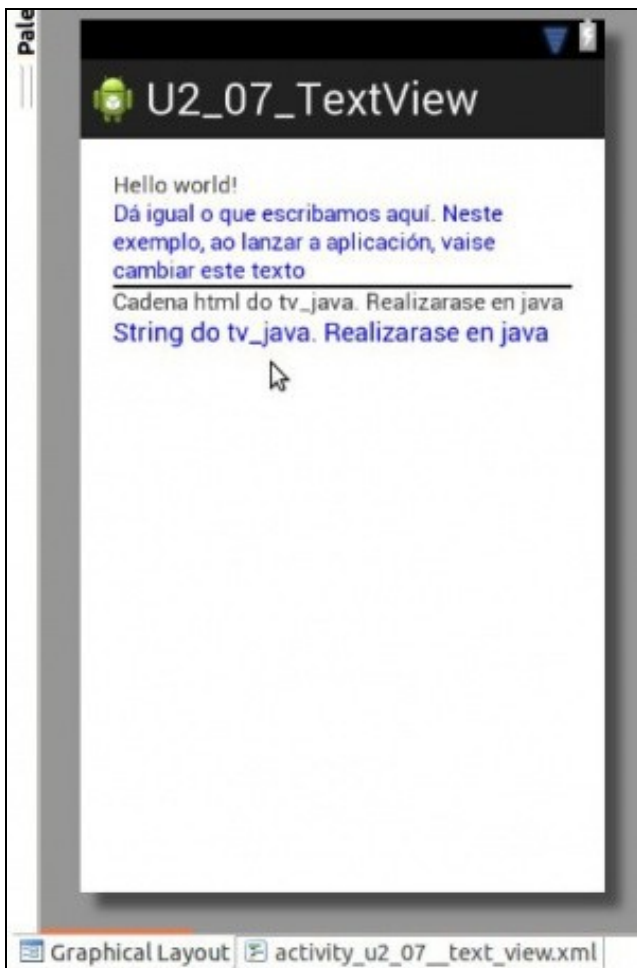 Pale
U2_07_TextView
Hello world!
Dá igual o que escribamos aquí. Neste
exemplo, ao lanzar a aplicación, vaise
cambiar este texto
Cadena html do tv_java. Realizarase en java
String do tv_java. Realizarase en java
Graphical Layout
activity_u2_07__text_view.xml